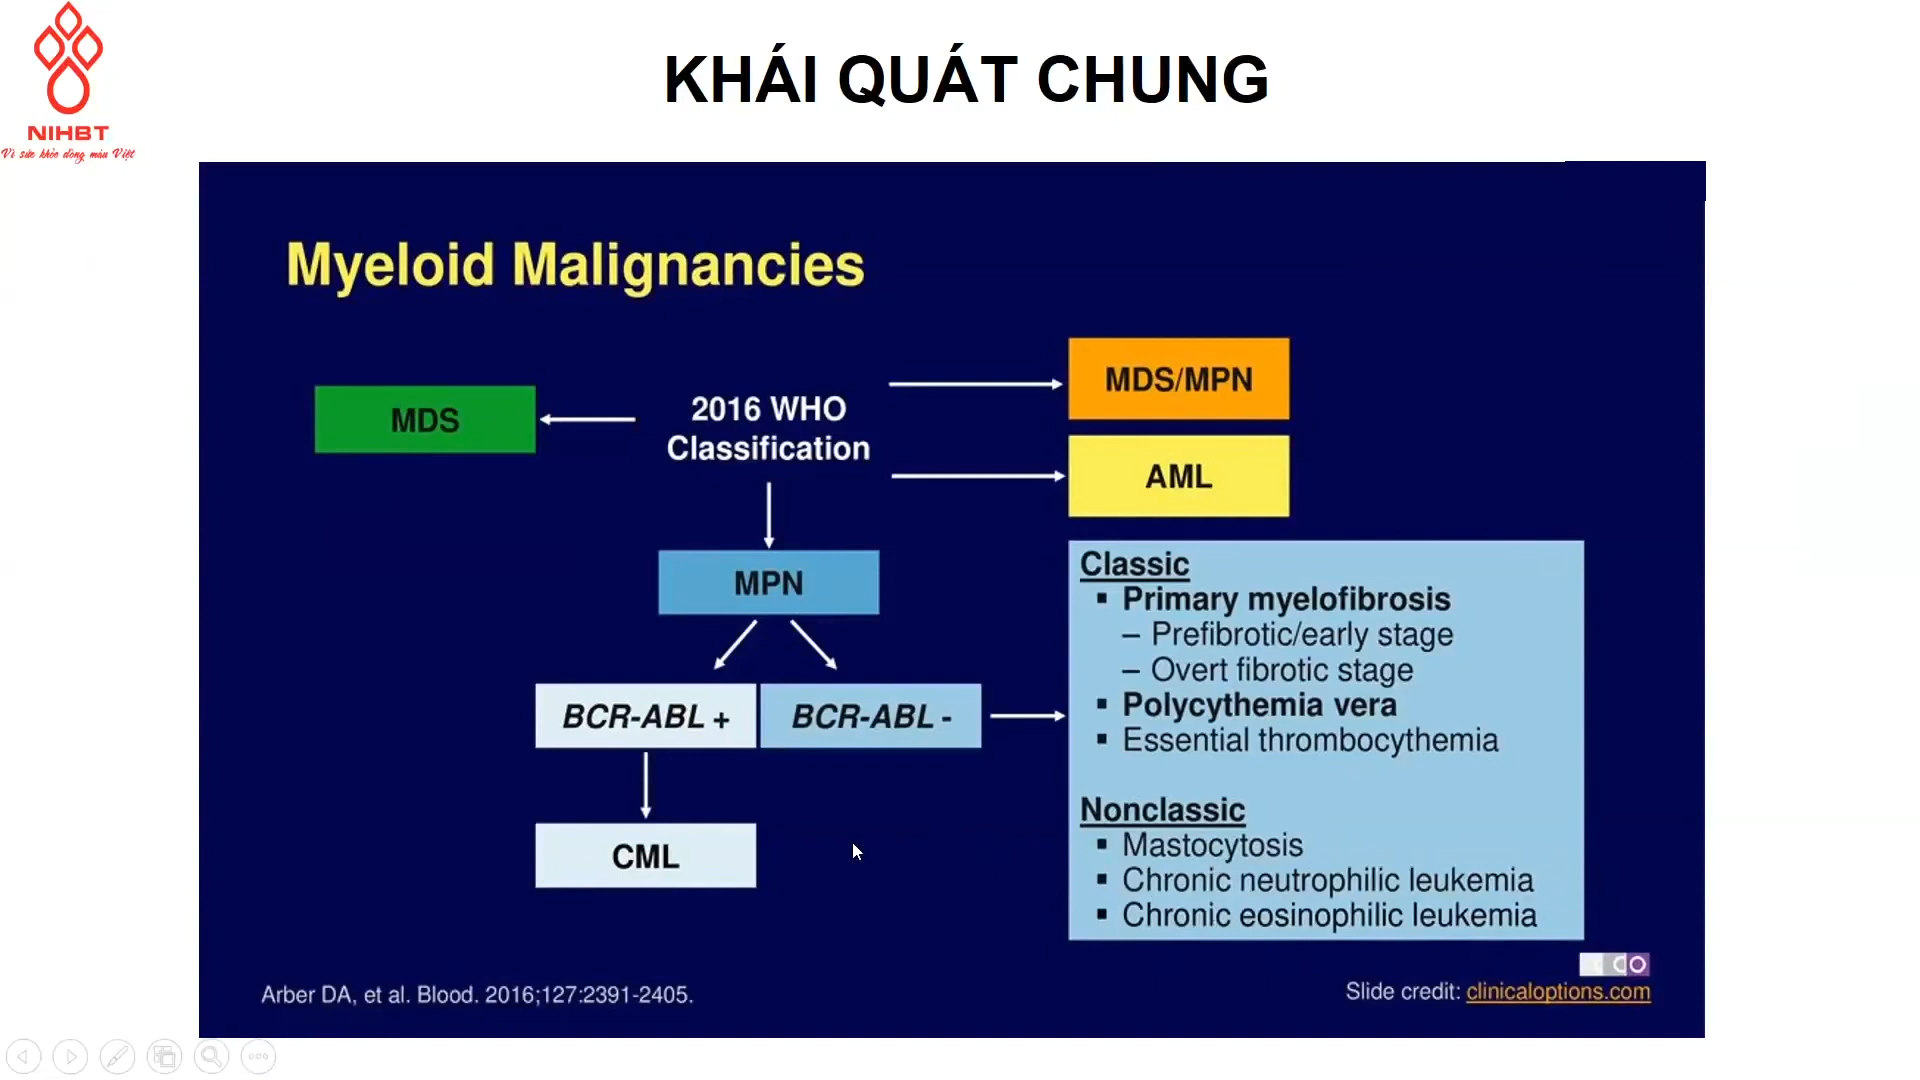 NIHBT
Vì sức khỏe dòng máu Việt
KHÁI QUÁT CHUNG
Myeloid Malignancies
MDS
2016 WHO
Classification
MDS/MPN
AML
MPN
BCR-ABL +
BCR-ABL -
CML
Classic
▪ Primary myelofibrosis
– Prefibrotic/early stage
– Overt fibrotic stage
▪ Polycythemia vera
▪ Essential thrombocythemia
Nonclassic
▪ Mastocytosis
▪ Chronic neutrophilic leukemia
▪ Chronic eosinophilic leukemia
CO
Arber DA, et al. Blood. 2016;127:2391-2405.
Slide credit: clinicaloptions.com